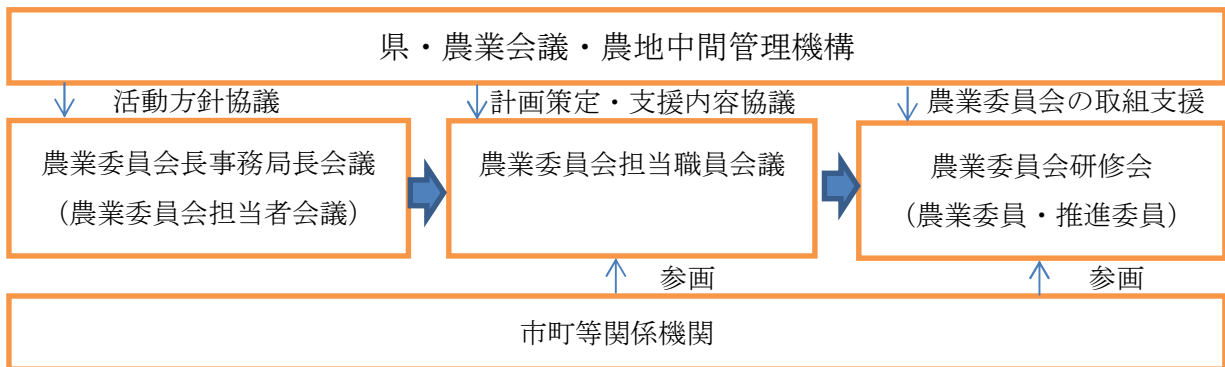 県・農業会議・農地中間管理機構
活動方針協議
計画策定・支援内容協議
農業委員会の取組支援
農業委員会長事務局長会議
（農業委員会担当者会議）
農業委員会担当職員会議
農業委員会研修会
（農業委員・推進委員）
参画
参画
市町等関係機関